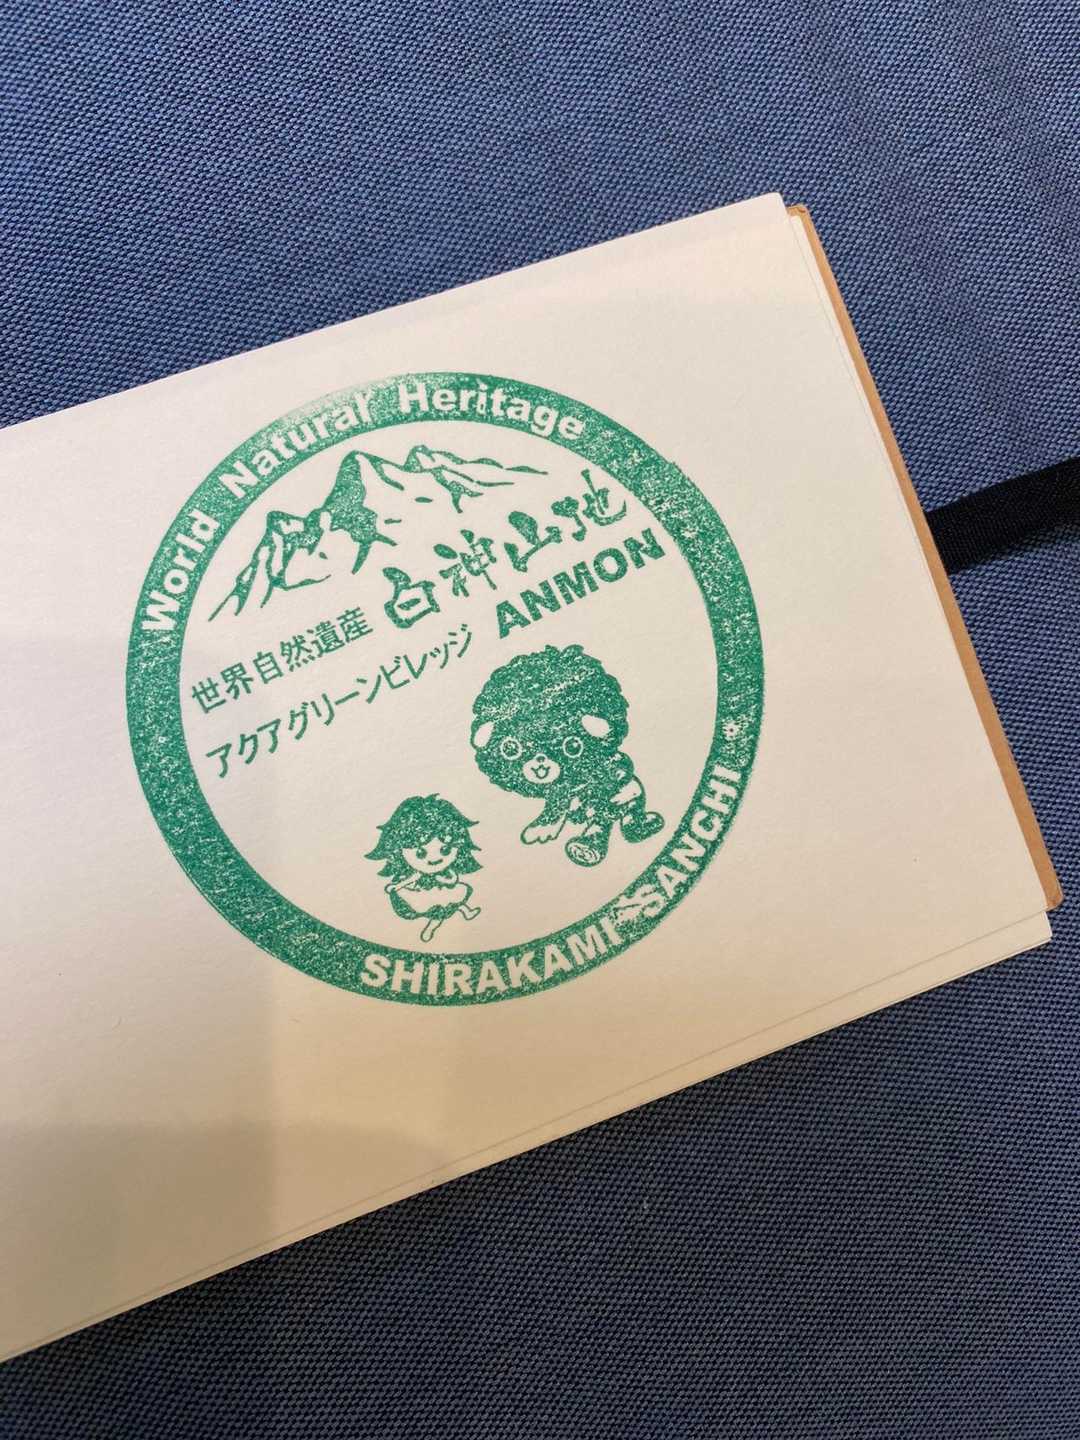 World Natural Heritage
世界自然遺産 白神山地
アクアグリーンビレッジ ANMON
SHIRAKAMI-SANCHI